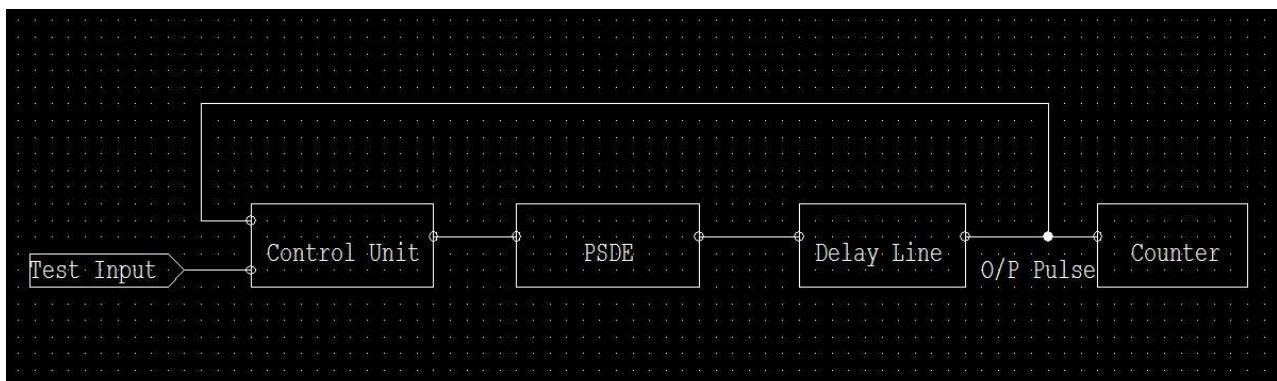 Test Input
Control Unit
PSDE
Delay Line
O/P Pulse
Counter